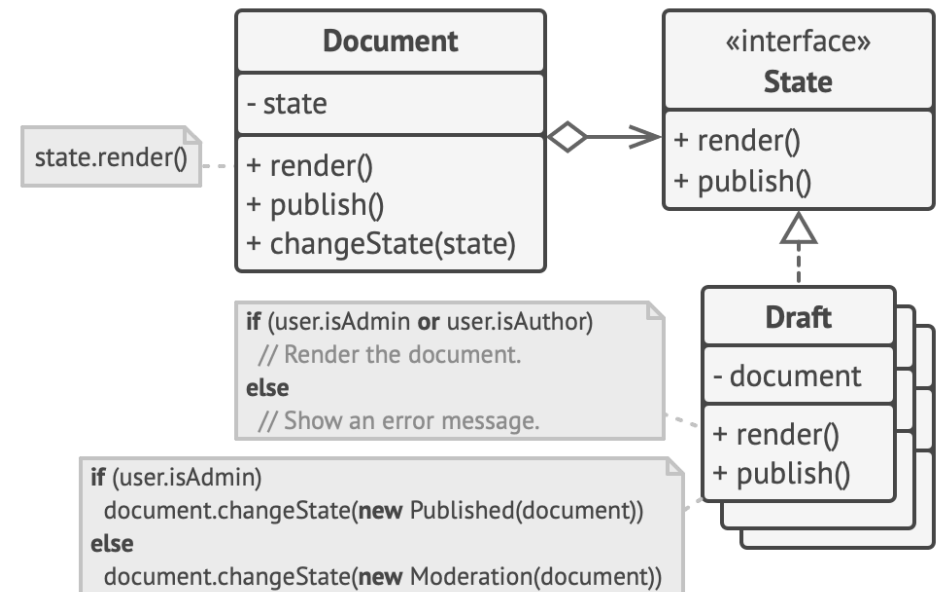 Document
- state
+ render()
+ publish()
+ changeState(state)
state.render()
«interface»
State
+ render()
+ publish()
Draft
- document
+ render()
+ publish()
if (user.isAdmin or user.isAuthor)
// Render the document.
else
// Show an error message.
if (user.isAdmin)
document.changeState(new Published(document))
else
document.changeState(new Moderation(document))